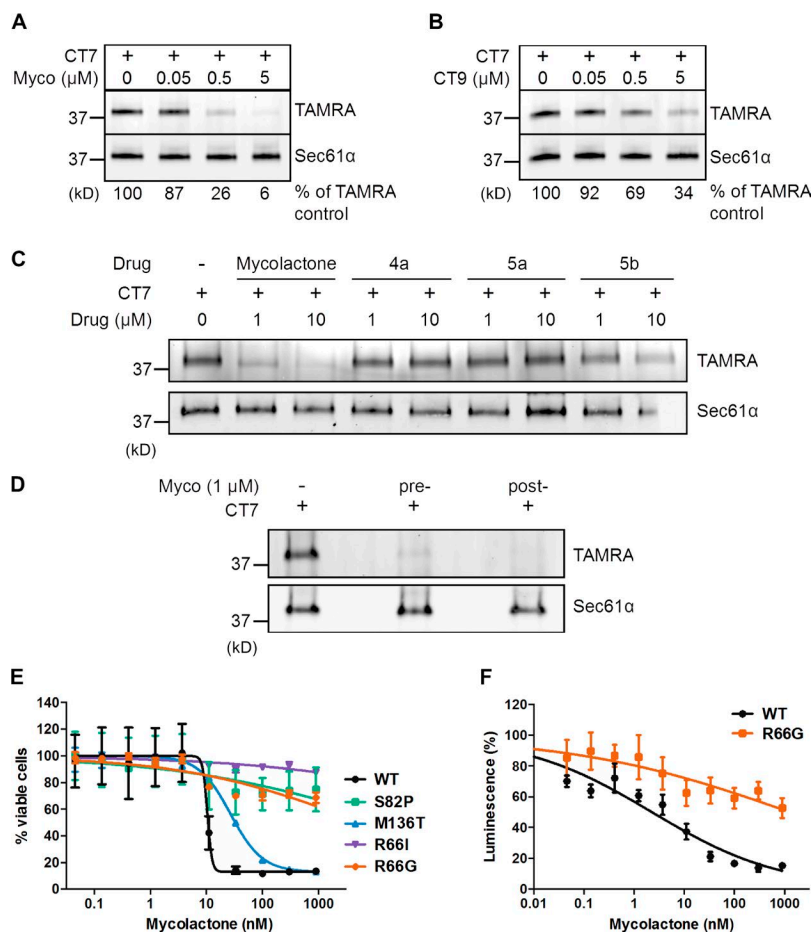 A
CT7 + + + +
Myco (μM) 0 0.05 0.5 5
37 TAMRA
37 Sec61α
(kD) 100 87 26 6 % of TAMRA
control
B
CT7 + + + +
CT9 (μM) 0 0.05 0.5 5
37 TAMRA
37 Sec61α
(kD) 100 92 69 34 % of TAMRA
control
C
Drug - Mycolactone 4a 5a 5b
CT7 + + + + + + + + +
Drug (μM) 0 1 10 1 10 1 10 1 10
37 TAMRA
37 Sec61α
(kD)
D
Myco (1 μM) - pre- post-
CT7 + + +
37 TAMRA
37 Sec61α
(kD)
E
% viable cells
140
120
100
80
60
40
20
0
0.1 1 10 100 1000
Mycolactone (nM)
WT
S82P
M136T
R66I
R66G
F
Luminescence (%)
120
100
80
60
40
20
0
0.01 0.1 1 10 100 1000
Mycolactone (nM)
WT
R66G